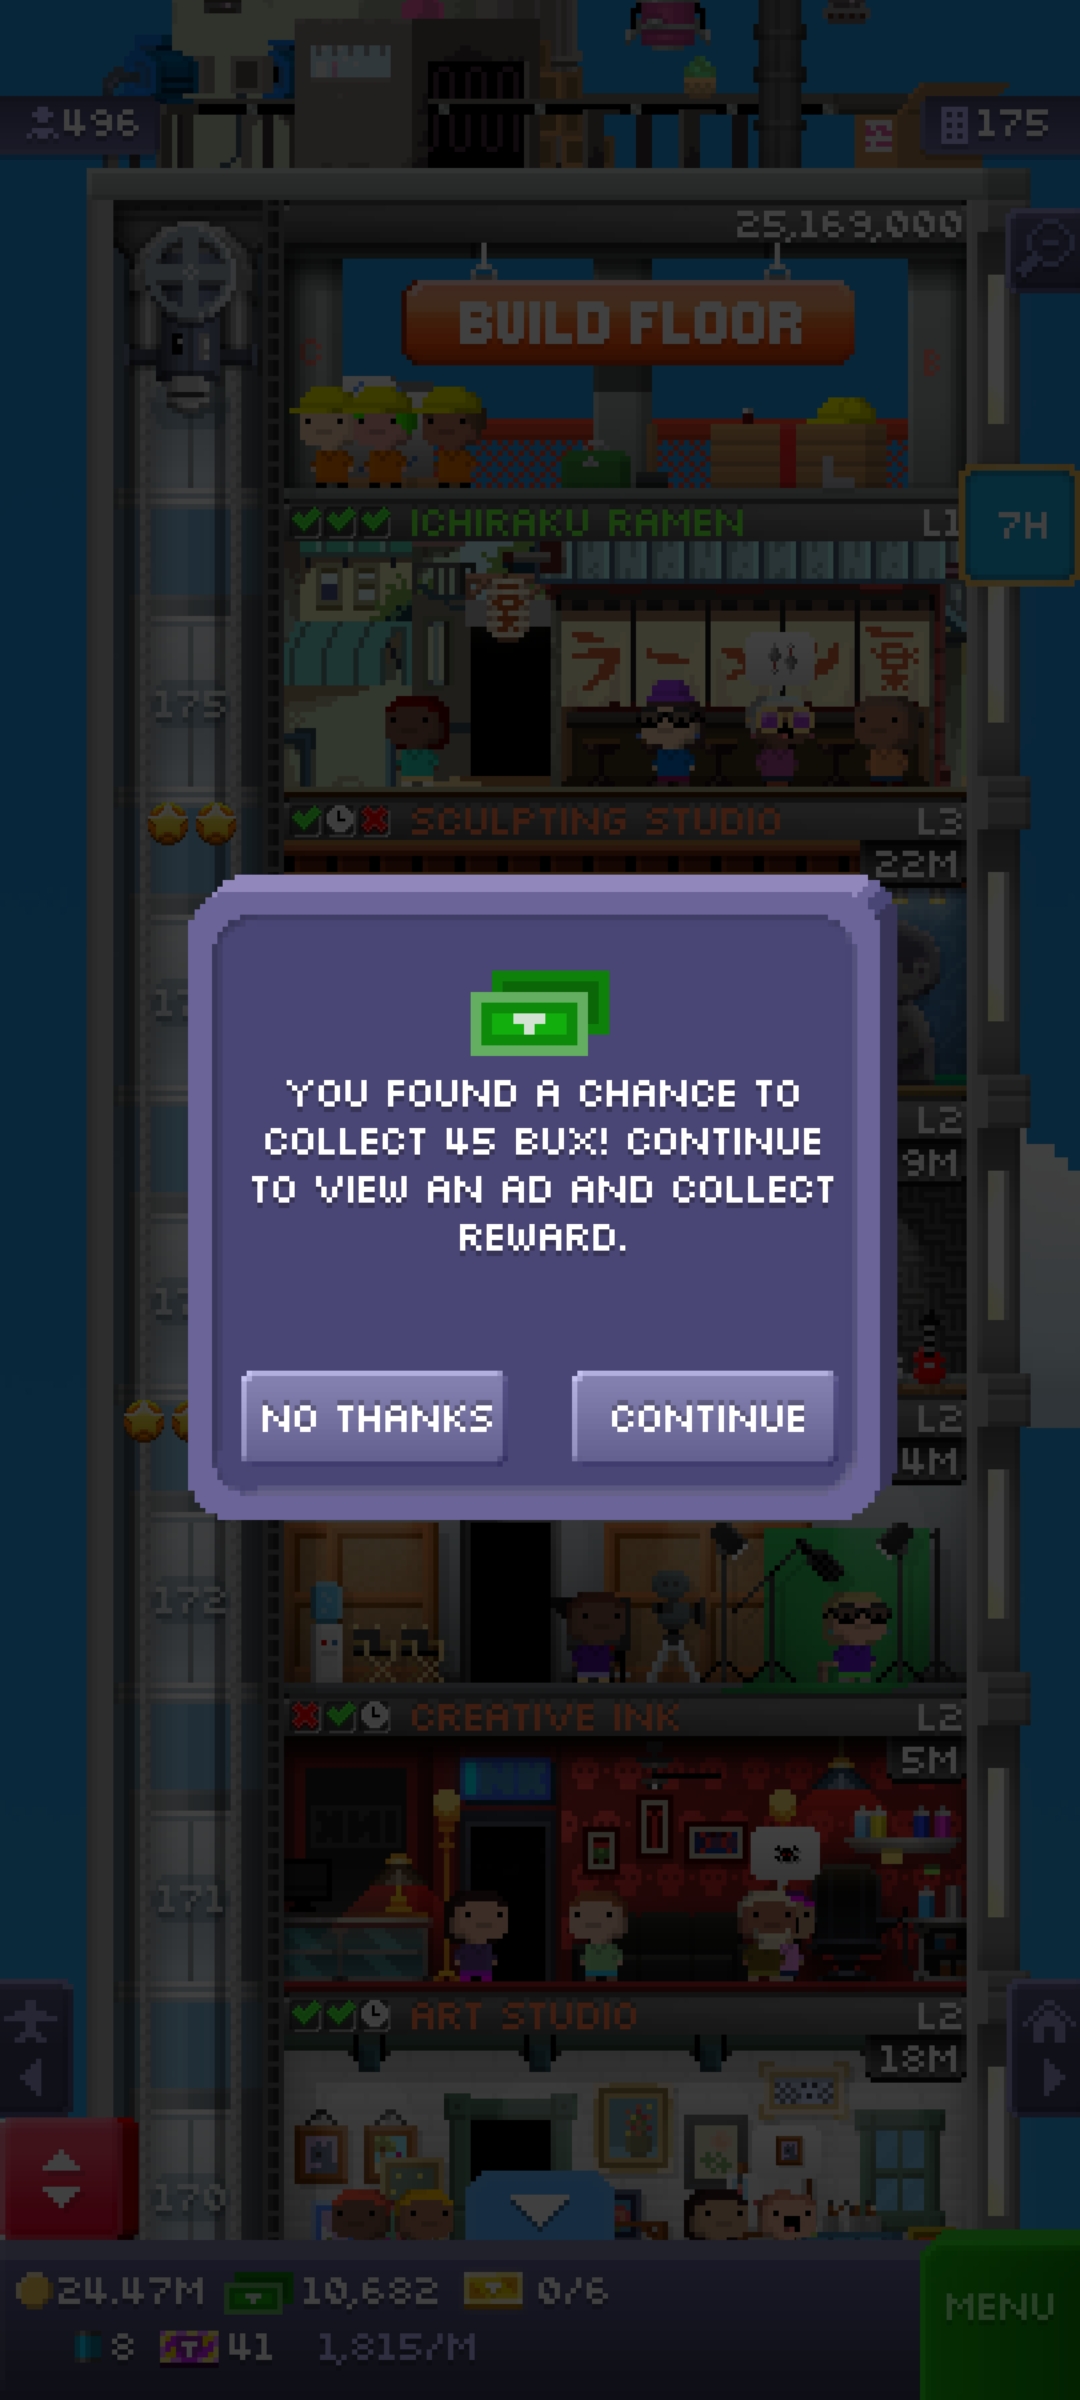 496
175
25,169,000
BUILD FLOOR
ICHIRAKU RAMEN L1
7H
175
SCULPTING STUDIO L3
22M
YOU FOUND A CHANCE TO
COLLECT 45 BUX! CONTINUE
TO VIEW AN AD AND COLLECT
REWARD.
L2
9M
NO THANKS
CONTINUE
L2
4M
172
CREATIVE INK L2
5M
INK
171
ART STUDIO L2
18M
170
24.47M 10,682 0/6
MENU
8 41 1,815/M